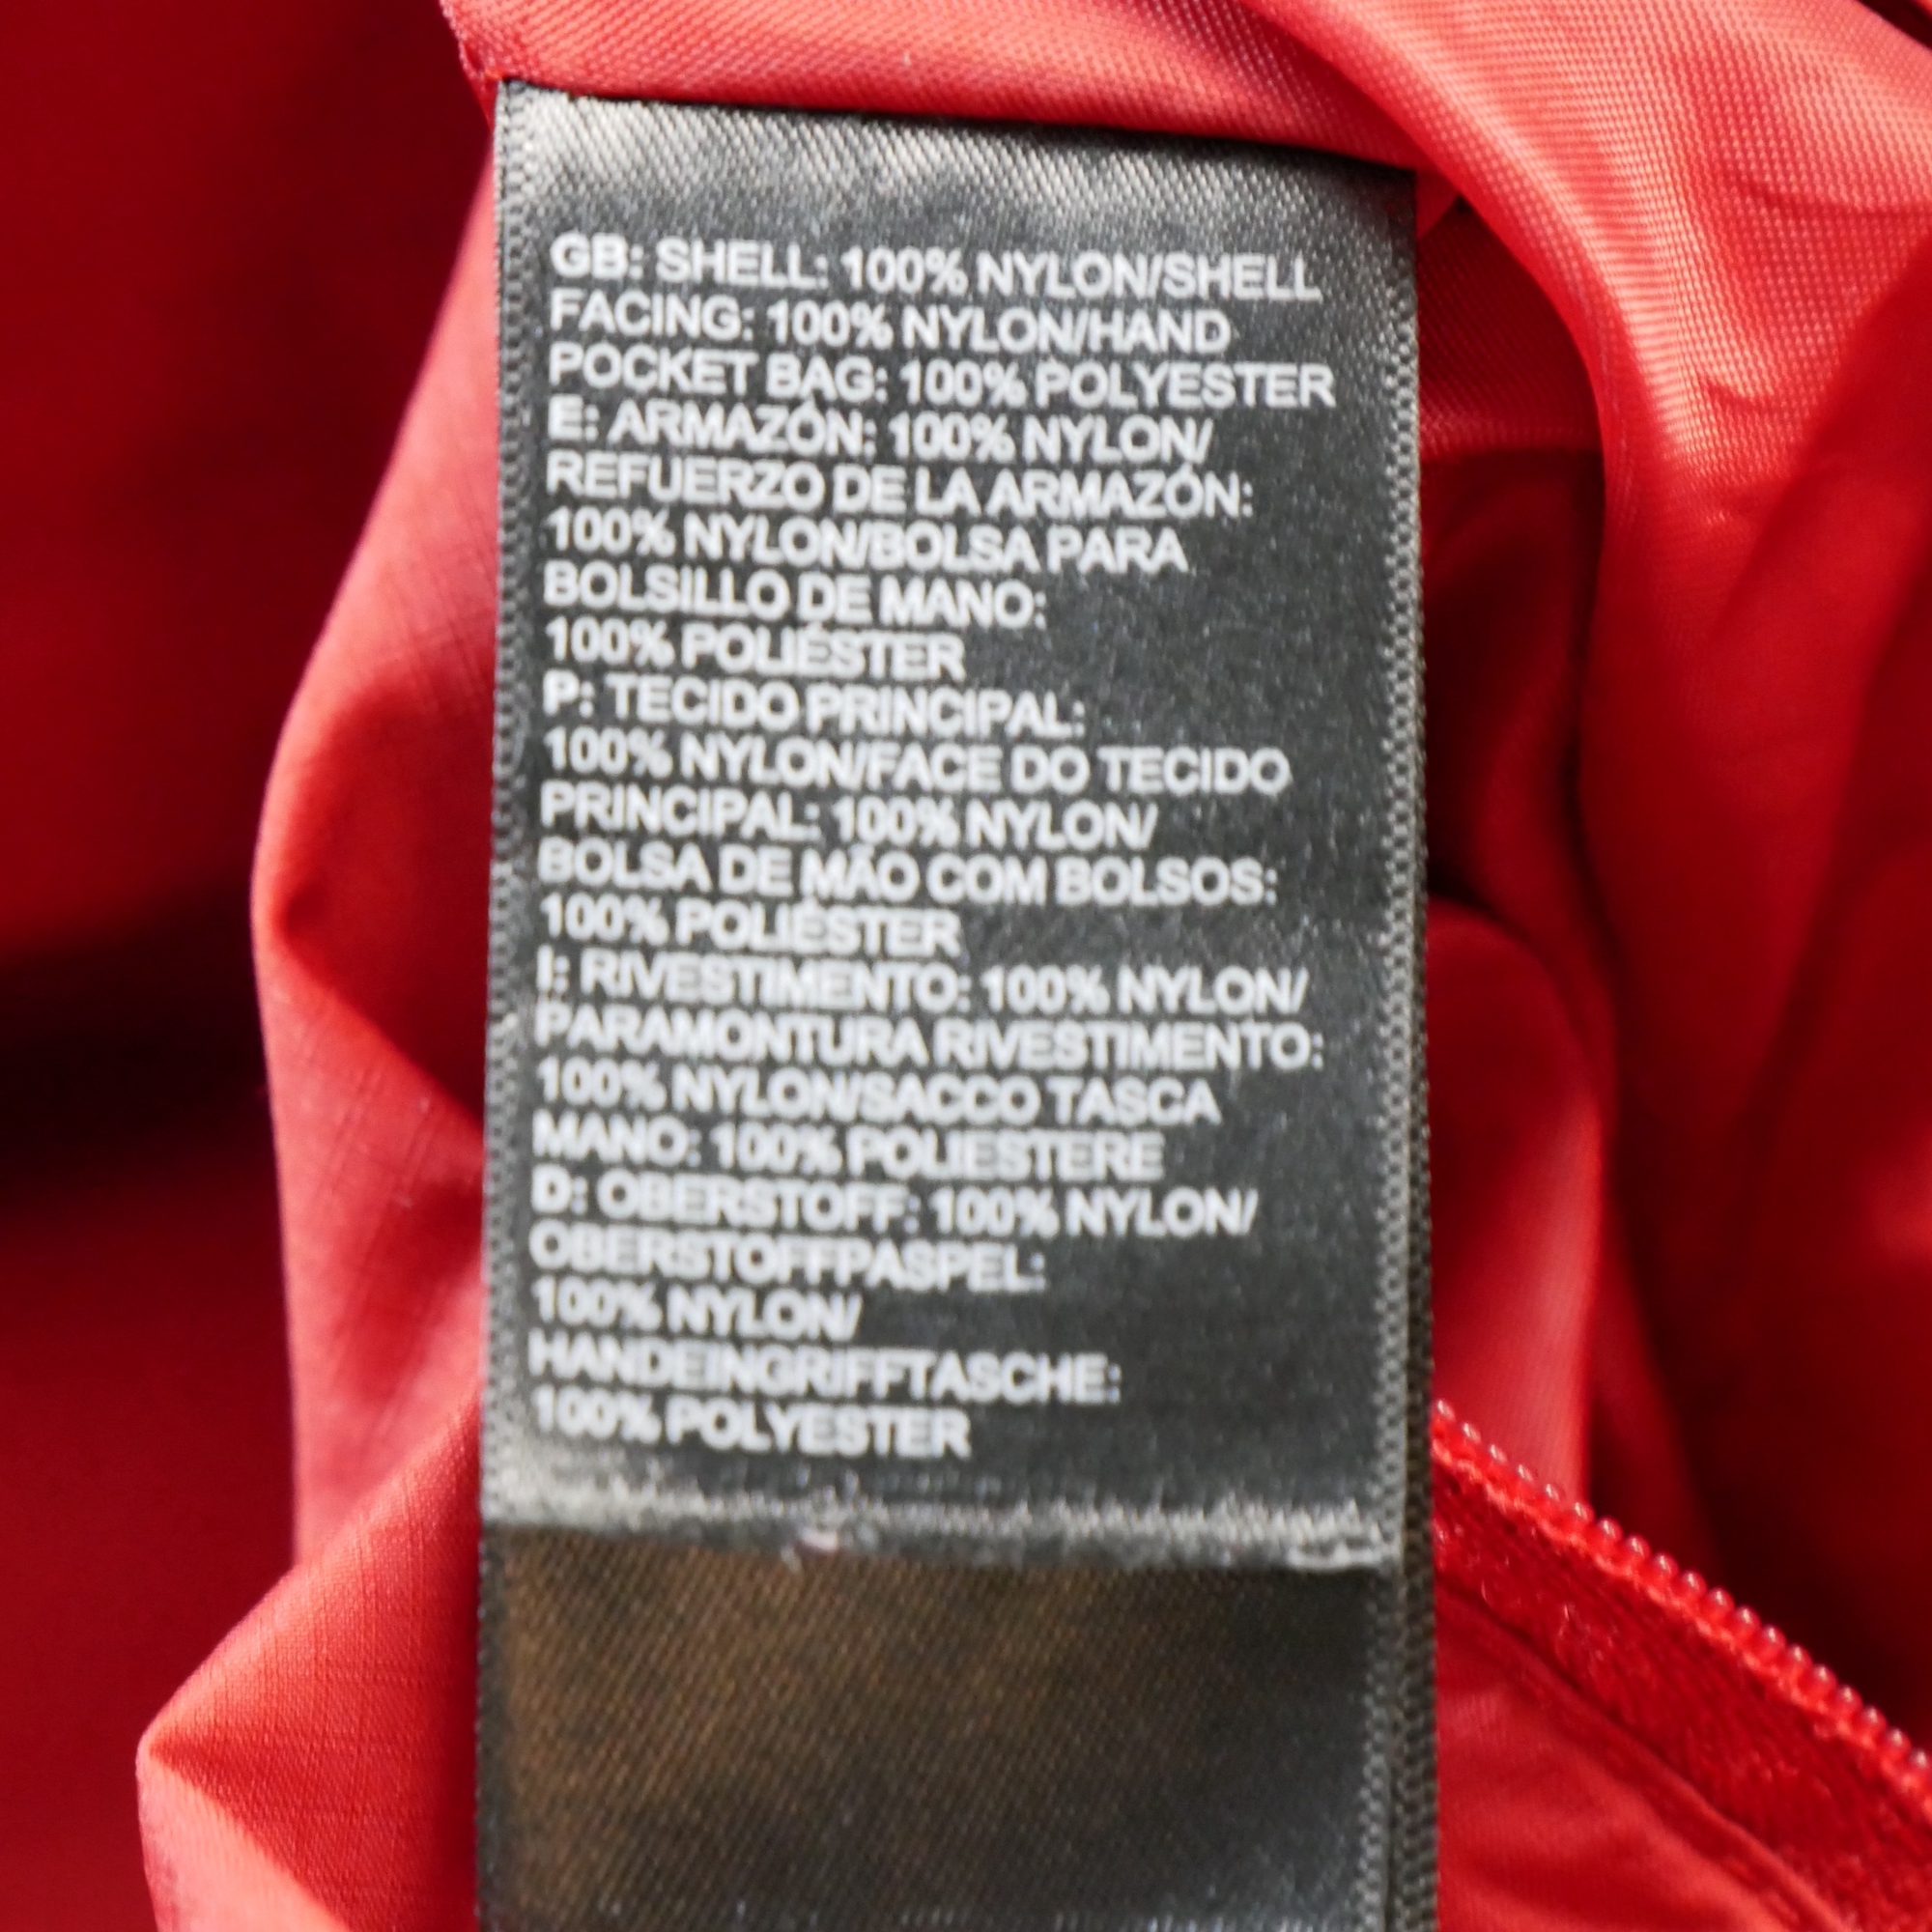 GB: SHELL: 100% NYLON/SHELL
FACING: 100% NYLON/HAND
POCKET BAG: 100% POLYESTER
E: ARMAZÓN: 100% NYLON/
REFUERZO DE LA ARMAZÓN:
100% NYLON/BOLSA PARA
BOLSILLO DE MANO:
100% POLIÉSTER
P: TECIDO PRINCIPAL:
100% NYLON/FACE DO TECIDO
PRINCIPAL: 100% NYLON/
BOLSA DE MÃO COM BOLSOS:
100% POLIÉSTER
I: RIVESTIMENTO: 100% NYLON/
PARAMONTURA RIVESTIMENTO:
100% NYLON/SACCO TASCA
MANO: 100% POLIESTERE
D: OBERSTOFF: 100% NYLON/
OBERSTOFFPASPEL:
100% NYLON/
HANDEINGRIFFTASCHE:
100% POLYESTER